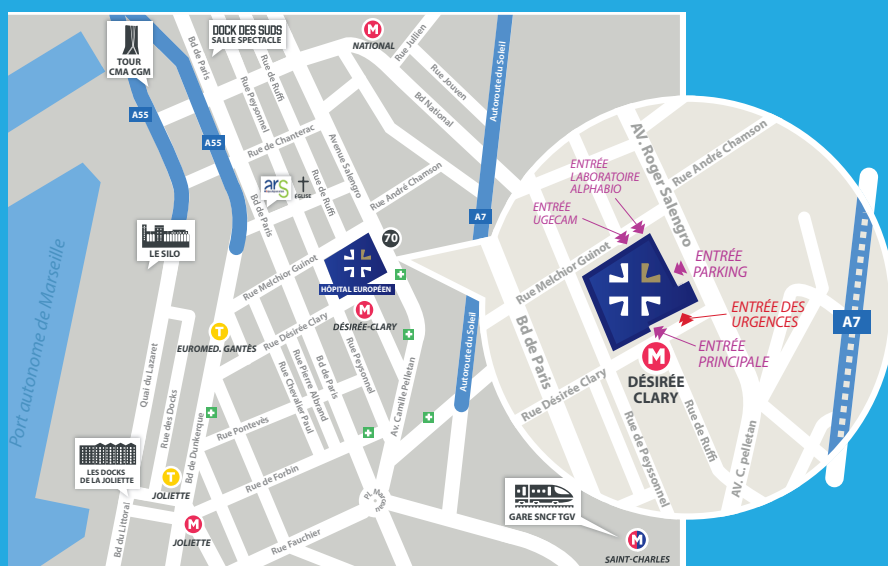 TOUR
CMA CGM
DOCK DES SUDS
SALLE SPECTACLE
Bd de Paris
M
NATIONAL
Rue Jullien
Rue Jouven
Bd National
Autoroute du Soleil
Rue de Ruffi
Rue Peysonnel
A55
A55
Rue de Chanterac
Avenue Salengro
Rue André Chamson
ars
ÉGLISE
Rue de Ruffi
Bd de Paris
A7
LE SILO
70
Rue Melchior Guinot
HÔPITAL EUROPÉEN
M
DÉSIRÉE-CLARY
Port autonome de Marseille
T
EUROMED. GANTÈS
Rue Désirée Clary
Quai du Lazaret
Rue des Docks
Bd de Dunkerque
Rue Chevalier Paul
Rue Pierre Albrand
Bd de Paris
Rue Peysonnel
Av. Camille Pelletan
Autoroute du Soleil
Rue Pontevès
LES DOCKS
DE LA JOLIETTE
T
JOLIETTE
Rue de Forbin
M
JOLIETTE
Bd du Littoral
Rue Fauchier
GARE SNCF TGV
M
SAINT-CHARLES
AV. Roger Salengro
Rue André Chamson
ENTRÉE
LABORATOIRE
ALPHABIO
ENTRÉE
UGECAM
Rue Melchior Guinot
ENTRÉE
PARKING
ENTRÉE DES
URGENCES
A7
ENTRÉE
PRINCIPALE
Bd de Paris
M
DÉSIRÉE
CLARY
Rue Désirée Clary
Rue de Peyssonnel
Rue de Ruffi
AV. C. pelletan